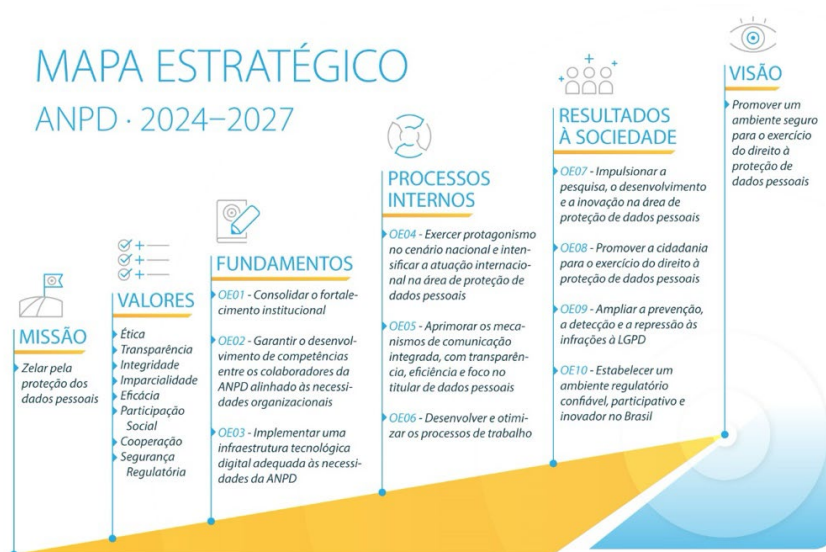 MAPA ESTRATÉGICO
ANPD · 2024–2027
MISSÃO
Zelar pela
proteção dos
dados pessoais
VALORES
Ética
Transparência
Integridade
Imparcialidade
Eficácia
Participação
Social
Cooperação
Segurança
Regulatória
FUNDAMENTOS
OE01 - Consolidar o fortale-
cimento institucional
OE02 - Garantir o desenvol-
vimento de competências
entre os colaboradores da
ANPD alinhado às necessi-
dades organizacionais
OE03 - Implementar uma
infraestrutura tecnológica
digital adequada às necessi-
dades da ANPD
PROCESSOS
INTERNOS
OE04 - Exercer protagonismo
no cenário nacional e inten-
sificar a atuação internacio-
nal na área de proteção de
dados pessoais
OE05 - Aprimorar os meca-
nismos de comunicação
integrada, com transparên-
cia, eficiência e foco no
titular de dados pessoais
OE06 - Desenvolver e otimi-
zar os processos de trabalho
RESULTADOS
À SOCIEDADE
OE07 - Impulsionar a
pesquisa, o desenvolvimento
e a inovação na área de
proteção de dados pessoais
OE08 - Promover a cidadania
para o exercício do direito à
proteção de dados pessoais
OE09 - Ampliar a prevenção,
a detecção e a repressão às
infrações à LGPD
OE10 - Estabelecer um
ambiente regulatório
confiável, participativo e
inovador no Brasil
VISÃO
Promover um
ambiente seguro
para o exercício
do direito à
proteção de
dados pessoais